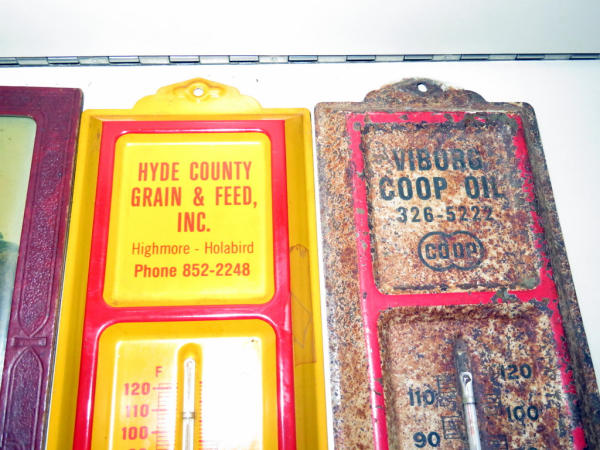 HYDE COUNTY
GRAIN & FEED,
INC.
Highmore - Holabird
Phone 852-2248
F
120
110
100
VIBORG
COOP OIL
326-5222
CO OP
120
110
100
90